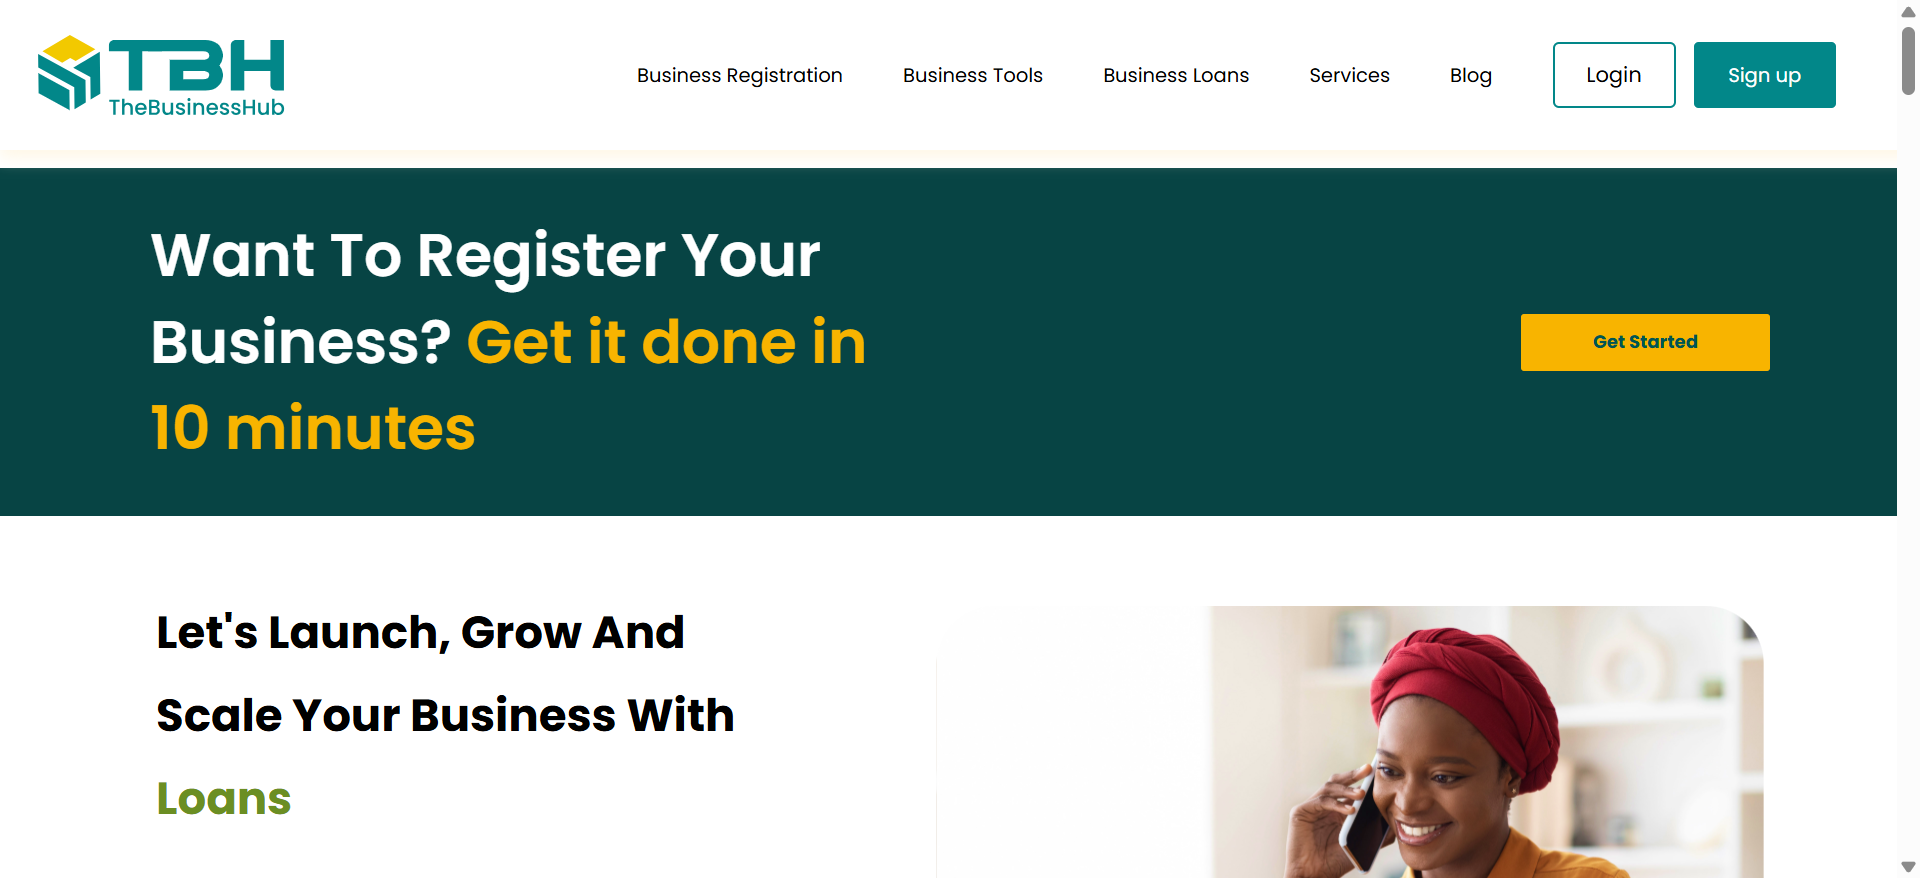 TBH
TheBusinessHub
Business Registration
Business Tools
Business Loans
Services
Blog
Login
Sign up
Want To Register Your
Business? Get it done in
10 minutes
Get Started
Let's Launch, Grow And
Scale Your Business With
Loans